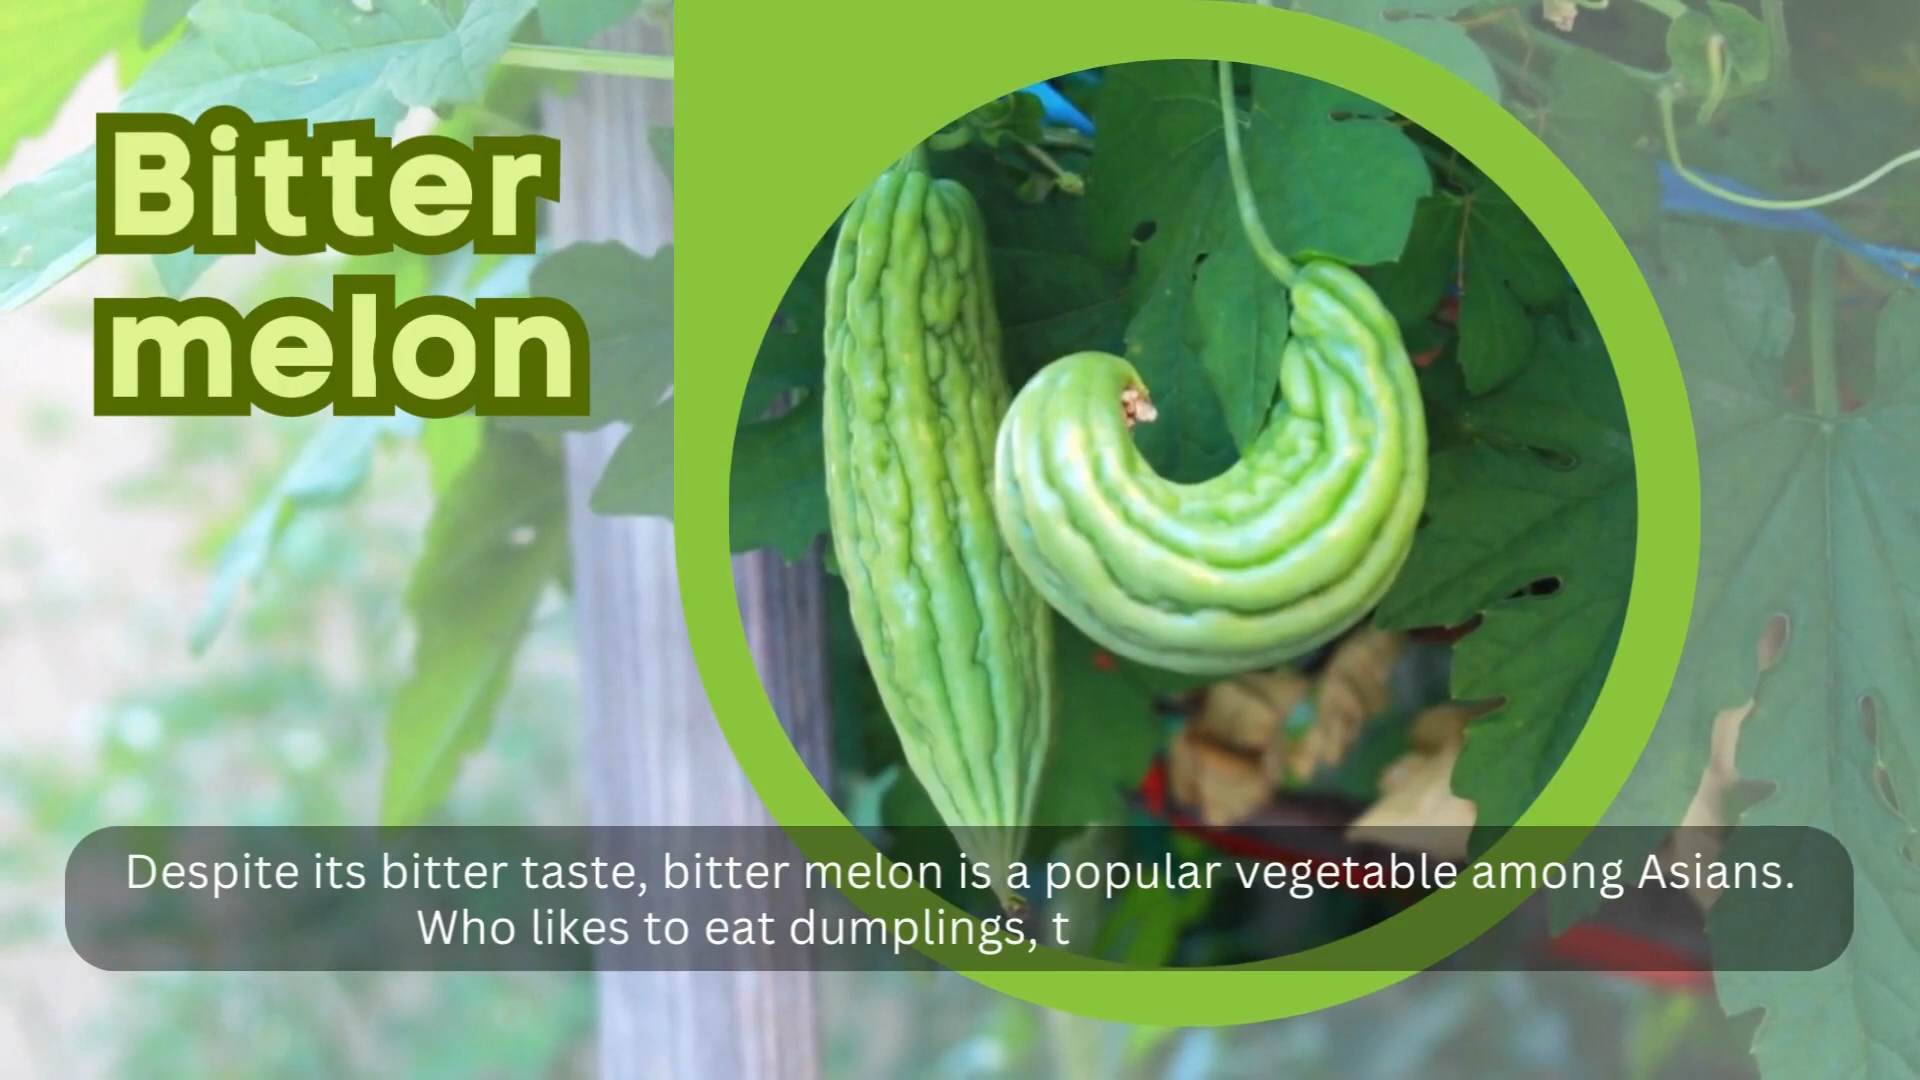 Bitter
melon
Despite its bitter taste, bitter melon is a popular vegetable among Asians.
Who likes to eat dumplings, t